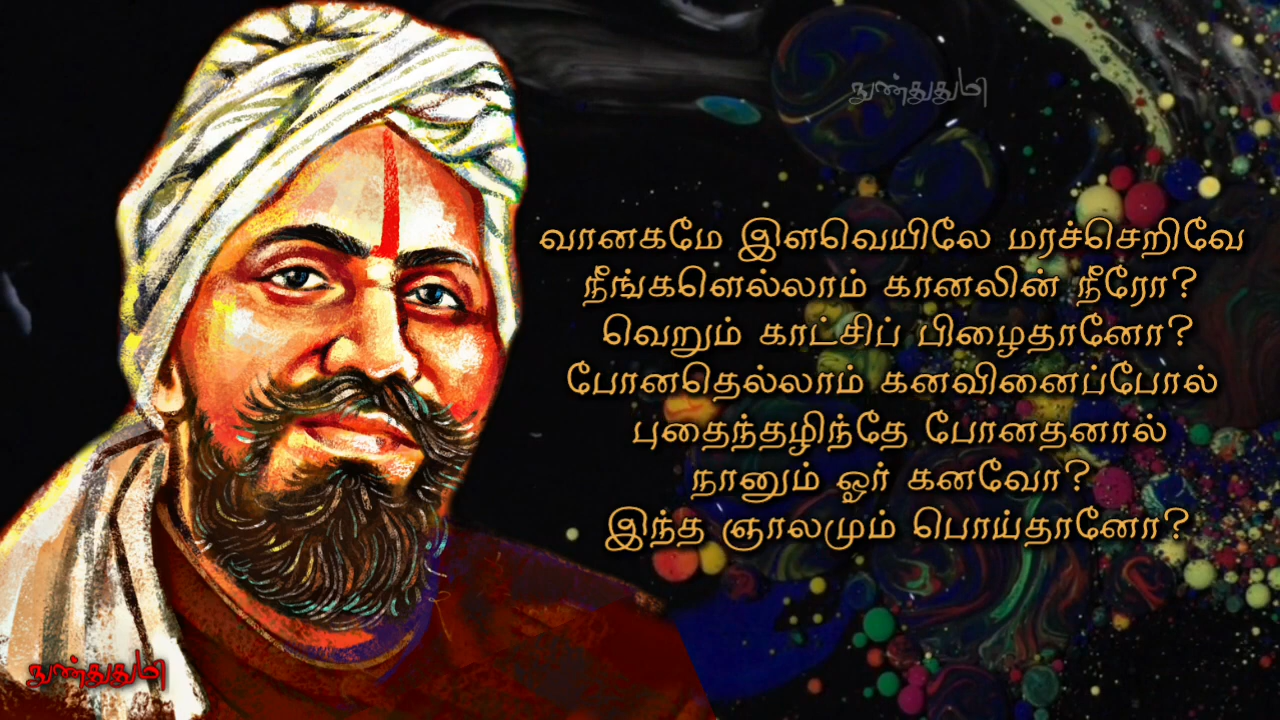 நுண்துதுமி
வானகமே இளவெயிலே மரச்செறிவே
நீங்களெல்லாம் கானலின் நீரோ?
வெறும் காட்சிப் பிழைதானோ?
போனதெல்லாம் கனவினைப்போல்
புதைந்தழிந்தே போனதனால்
நானும் ஓர் கனவோ?
இந்த ஞாலமும் பொய்தானோ?
நுண்துதுமி